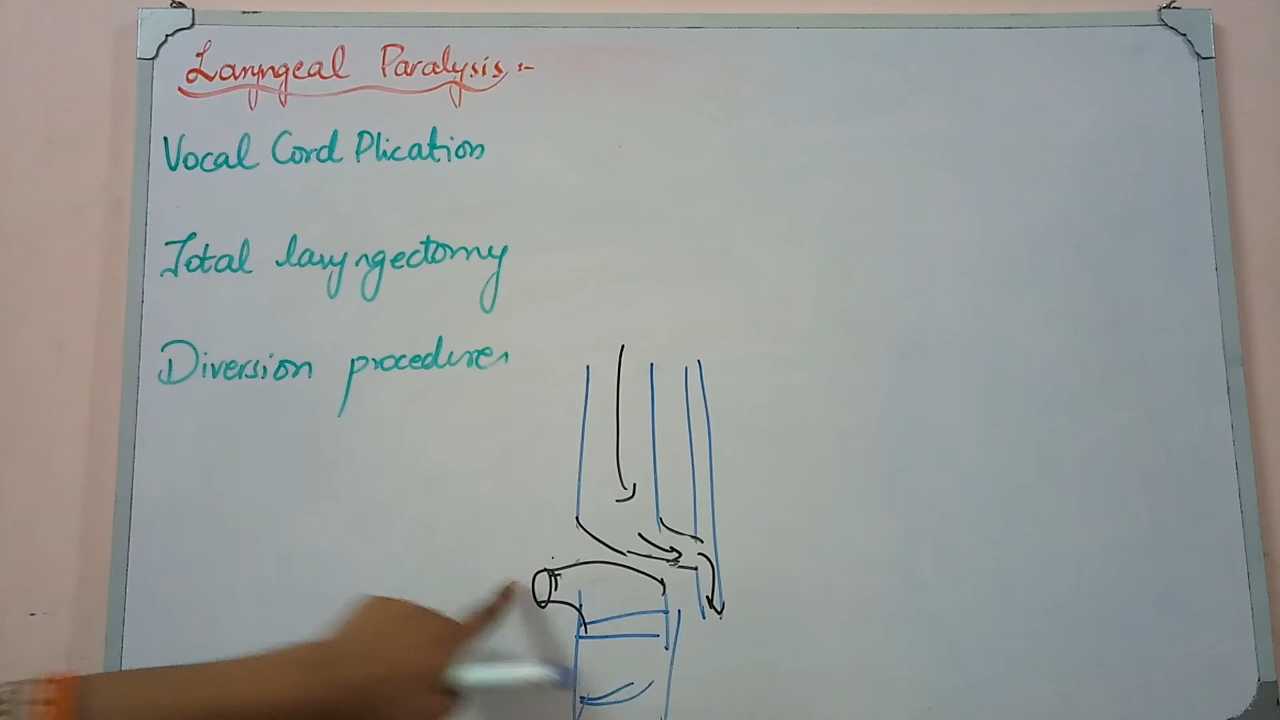 Laryngeal Paralysis :-
Vocal Cord Plication
Total laryngectomy
Diversion procedures